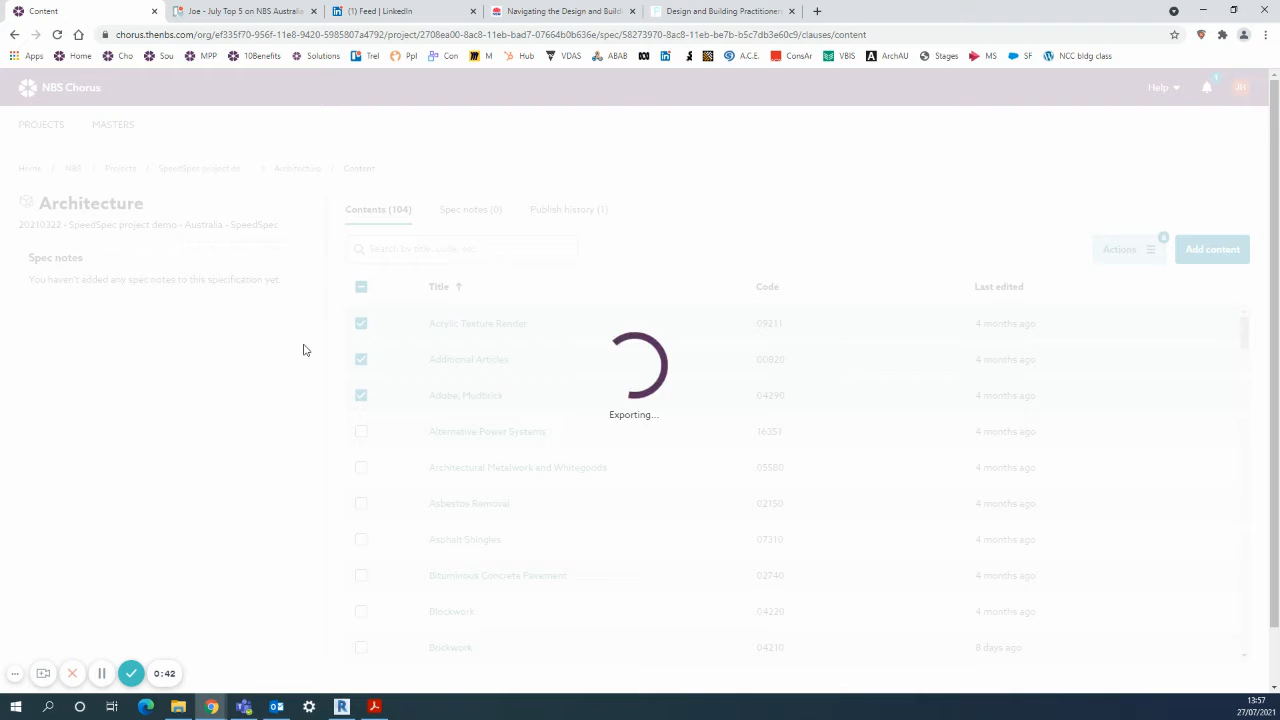 Content
Joe - July Top 5 on NBS Australia
(1) Feed | LinkedIn
Navigating the Design and Buildi
Design and Building Practitioners
chorus.thenbs.com/org/ef335f70-956f-11e8-9420-5985807a4792/project/2708ea00-8ac8-11eb-bad7-07664b0b636e/spec/58273970-8ac8-11eb-be7b-b5c7db3e60c9/clauses/content
Apps
Home
Cho
Sou
MPP
10Benefits
Solutions
Trel
Ppl
Con
M
Hub
VDAS
ABAB
A.C.E.
ConsAr
VBIS
ArchAU
Stages
MS
SF
NCC bldg class
NBS Chorus
Help
1
JR
PROJECTS
MASTERS
Home / NBS / Projects / SpeedSpec project de / Architecture / Content
Architecture
20210322 - SpeedSpec project demo - Australia - SpeedSpec
Spec notes
You haven't added any spec notes to this specification yet
Contents (104)
Spec notes (0)
Publish history (1)
Search by title, code, etc.
Actions
Add content
Title
Code
Last edited
Acrylic Texture Render 09211 4 months ago
Additional Articles 00820 4 months ago
Adobe, Mudbrick 04290 4 months ago
Exporting...
Alternative Power Systems 16351 4 months ago
Architectural Metalwork and Whitegoods 05580 4 months ago
Asbestos Removal 02150 4 months ago
Asphalt Shingles 07310 4 months ago
Bituminous Concrete Pavement 02740 4 months ago
Blockwork 04220 4 months ago
Brickwork 04210 8 days ago
0:42
13:57
27/07/2021